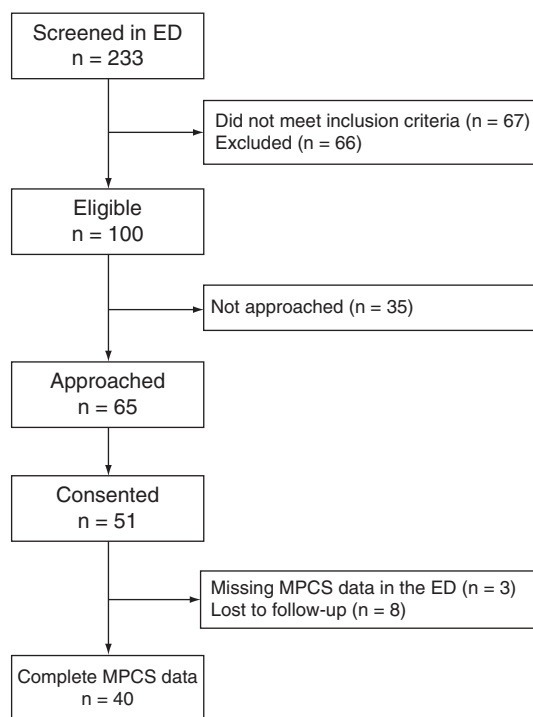 Screened in ED
n = 233
Did not meet inclusion criteria (n = 67)
Excluded (n = 66)
Eligible
n = 100
Not approached (n = 35)
Approached
n = 65
Consented
n = 51
Missing MPCS data in the ED (n = 3)
Lost to follow-up (n = 8)
Complete MPCS data
n = 40